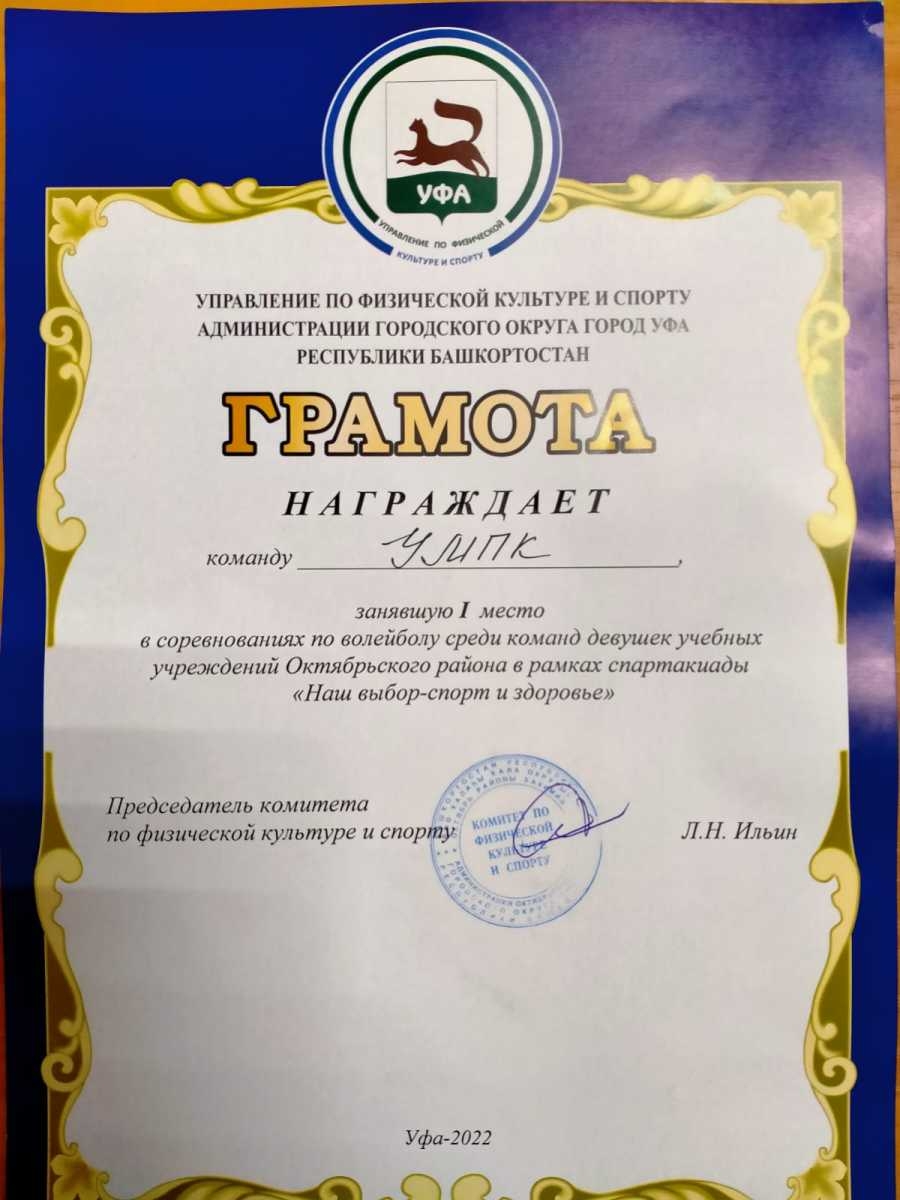 УФА
УПРАВЛЕНИЕ ПО ФИЗИЧЕСКОЙ
КУЛЬТУРЕ И СПОРТУ
УПРАВЛЕНИЕ ПО ФИЗИЧЕСКОЙ КУЛЬТУРЕ И СПОРТУ
АДМИНИСТРАЦИИ ГОРОДСКОГО ОКРУГА ГОРОД УФА
РЕСПУБЛИКИ БАШКОРТОСТАН
ГРАМОТА
НАГРАЖДАЕТ
команду УМПК,
занявшую I место
в соревнованиях по волейболу среди команд девушек учебных
учреждений Октябрьского района в рамках спартакиады
«Наш выбор-спорт и здоровье»
Председатель комитета
по физической культуре и спорту
Л.Н. Ильин
КОМИТЕТ ПО
ФИЗИЧЕСКОЙ
КУЛЬТУРЕ
И СПОРТУ
Уфа-2022